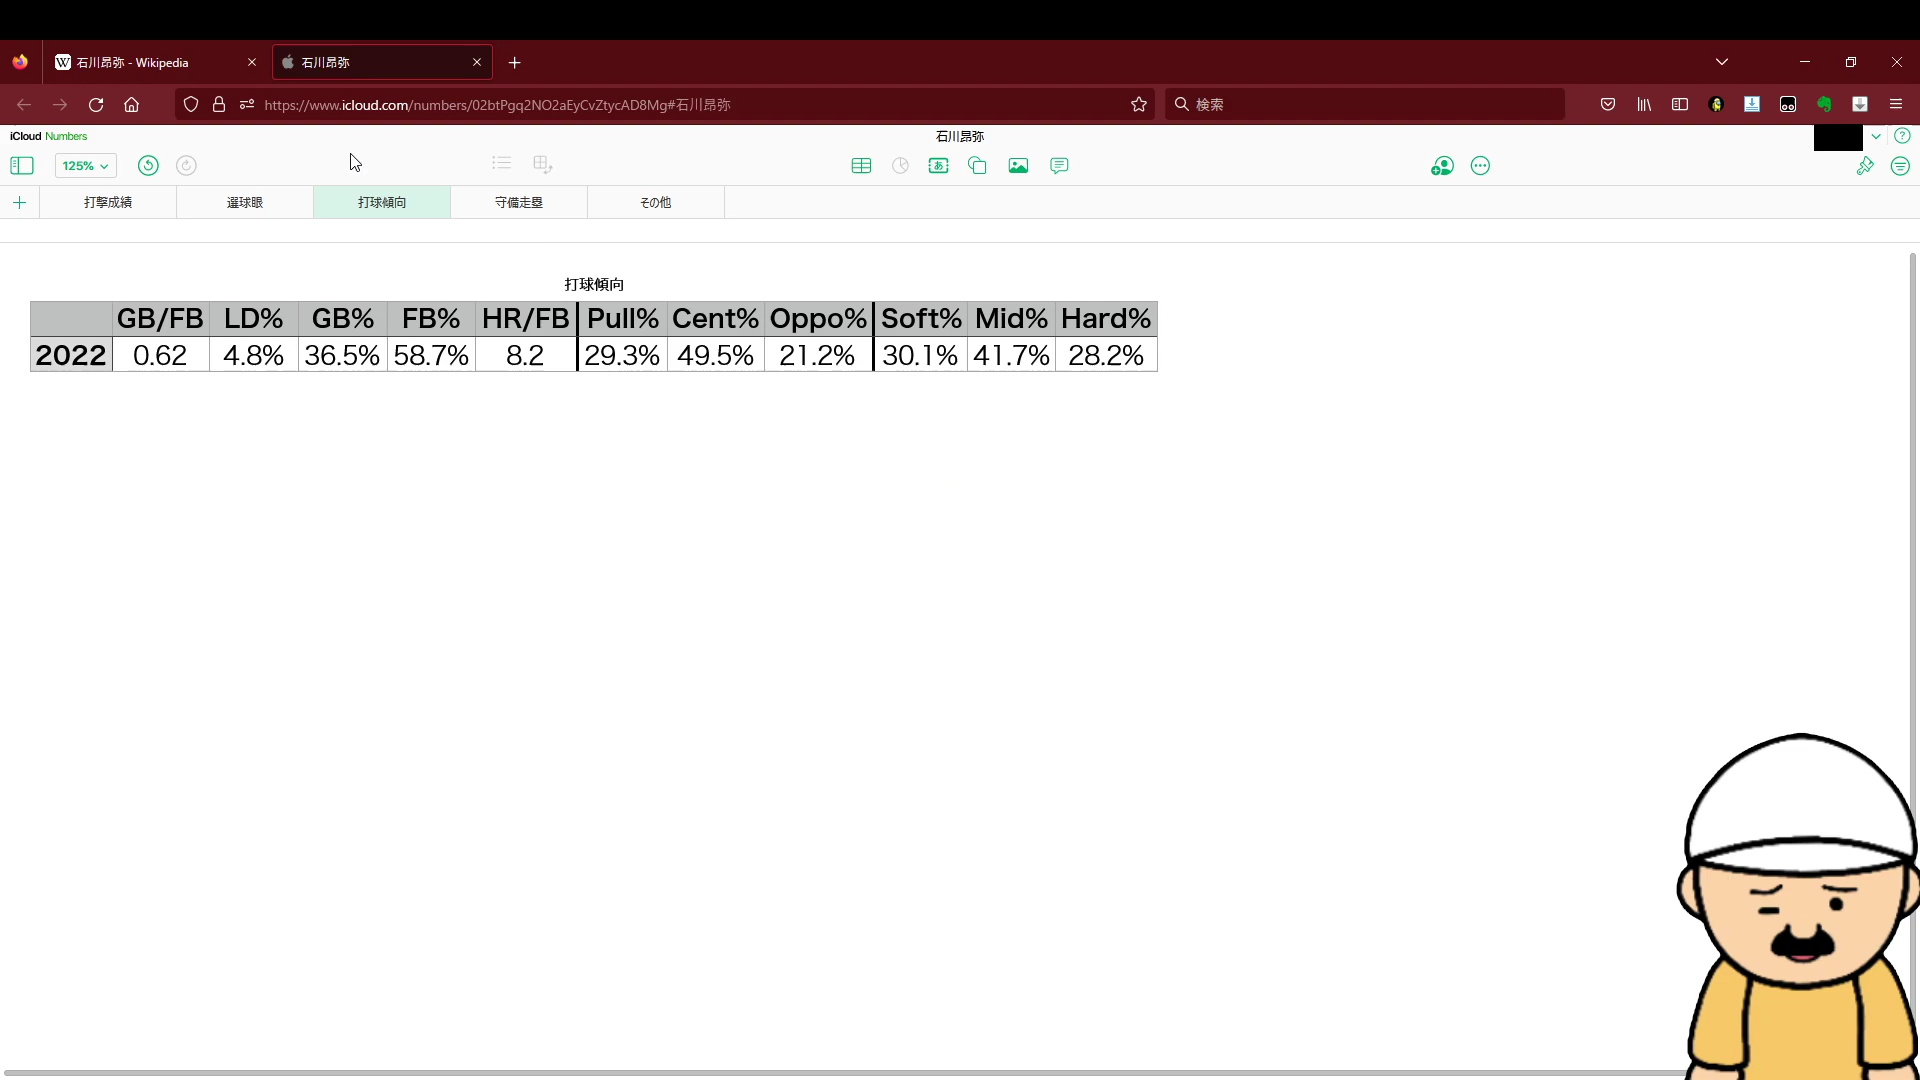 石川昂弥 - Wikipedia
石川昂弥
https://www.icloud.com/numbers/02btPgq2NO2aEyCvZtycAD8Mg#石川昂弥
検索
iCloud Numbers
石川昂弥
125%
あ
打撃成績 選球眼 打球傾向 守備走塁 その他
打球傾向
GB/FB LD% GB% FB% HR/FB Pull% Cent% Oppo% Soft% Mid% Hard%
2022 0.62 4.8% 36.5% 58.7% 8.2 29.3% 49.5% 21.2% 30.1% 41.7% 28.2%